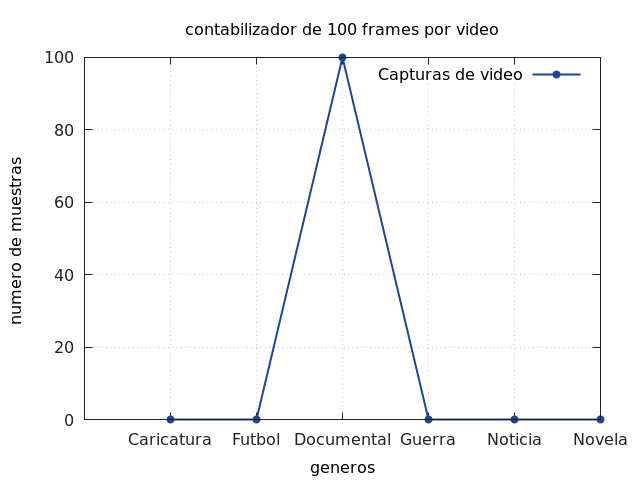 contabilizador de 100 frames por video
Capturas de video
100
80
60
40
20
0
numero de muestras
Caricatura Futbol Documental Guerra Noticia Novela
generos